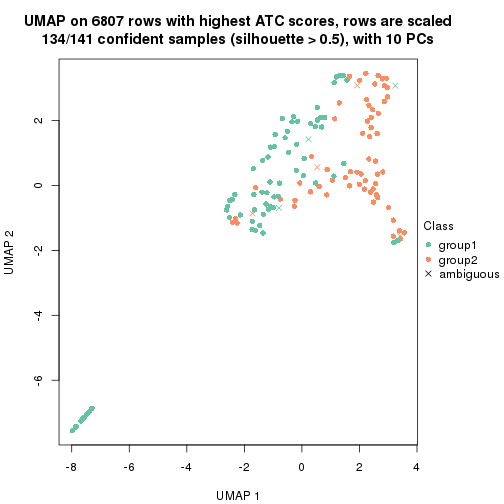 UMAP on 6807 rows with highest ATC scores, rows are scaled
134/141 confident samples (silhouette > 0.5), with 10 PCs
UMAP 2
2
0
-2
-4
-6
Class
group1
group2
ambiguous
-8
-6
-4
-2
0
2
4
UMAP 1